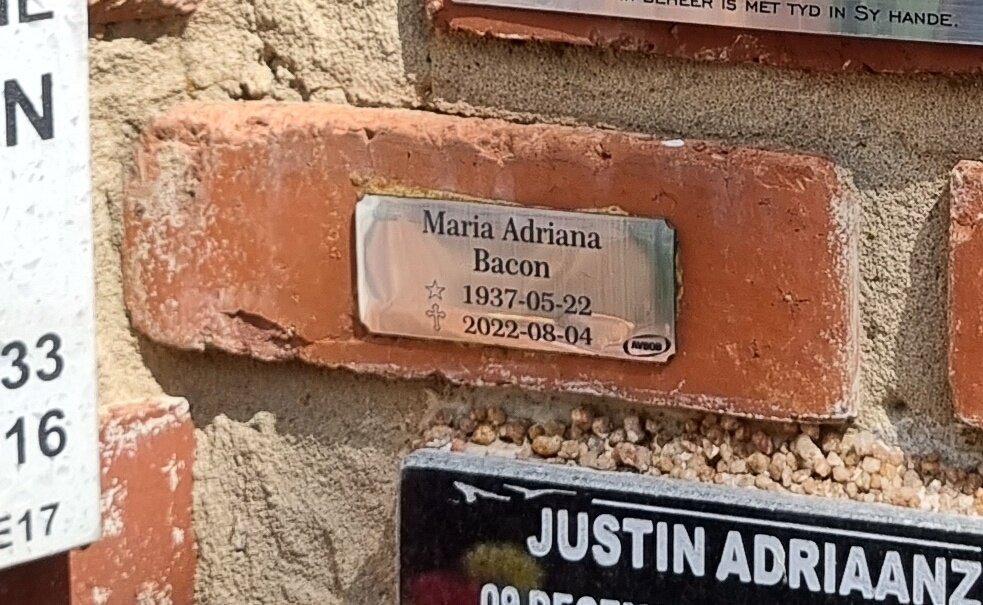 BEHEER IS MET TYD IN SY HANDE.
N
33
16
E17
Maria Adriana
Bacon
1937-05-22
2022-08-04
AVBOB
JUSTIN ADRIAANZ